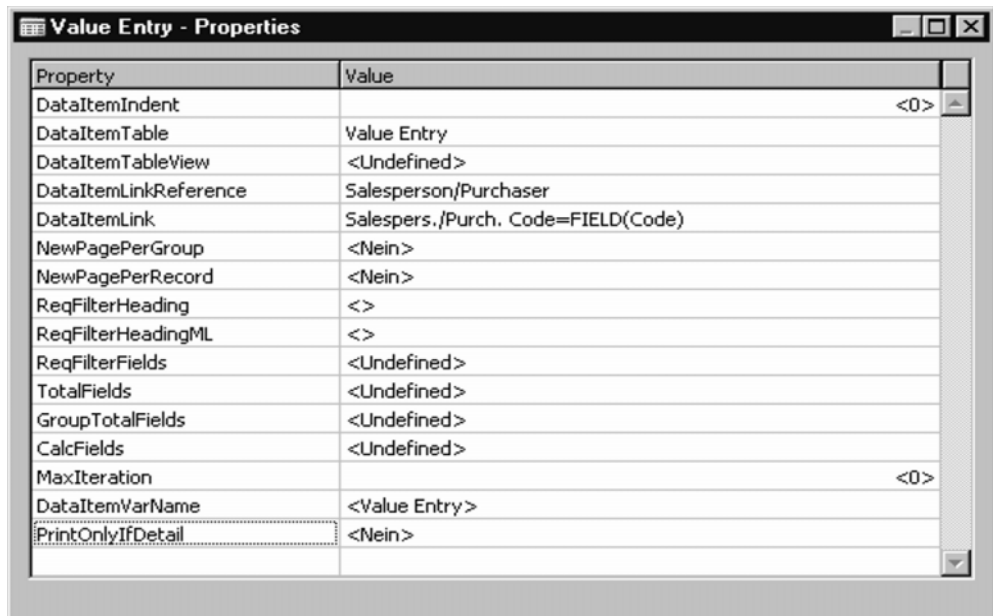 Value Entry - Properties
Property Value
DataItemIndent <0>
DataItemTable Value Entry
DataItemTableView <Undefined>
DataItemLinkReference Salesperson/Purchaser
DataItemLink Salespers./Purch. Code=FIELD(Code)
NewPagePerGroup <Nein>
NewPagePerRecord <Nein>
ReqFilterHeading <>
ReqFilterHeadingML <>
ReqFilterFields <Undefined>
TotalFields <Undefined>
GroupTotalFields <Undefined>
CalcFields <Undefined>
MaxIteration <0>
DataItemVarName <Value Entry>
PrintOnlyIfDetail <Nein>